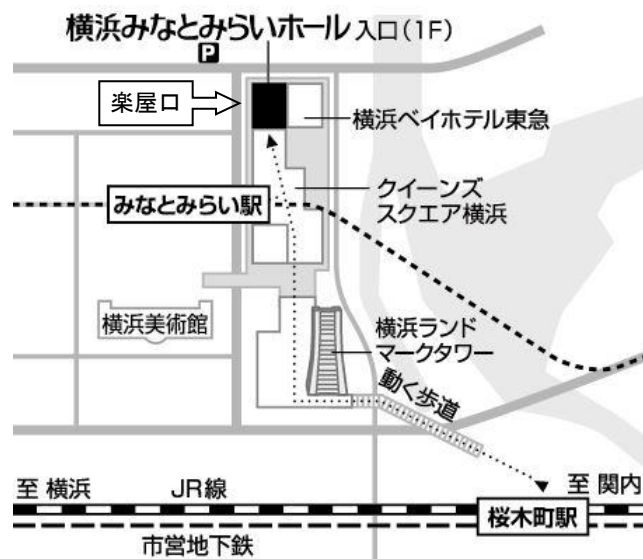 横浜みなとみらいホール 入口(1F)
P
楽屋口
横浜ベイホテル東急
クイーンズ
スクエア横浜
みなとみらい駅
横浜美術館
横浜ランド
マークタワー
動く歩道
至 横浜
JR線
至 関内
桜木町駅
市営地下鉄